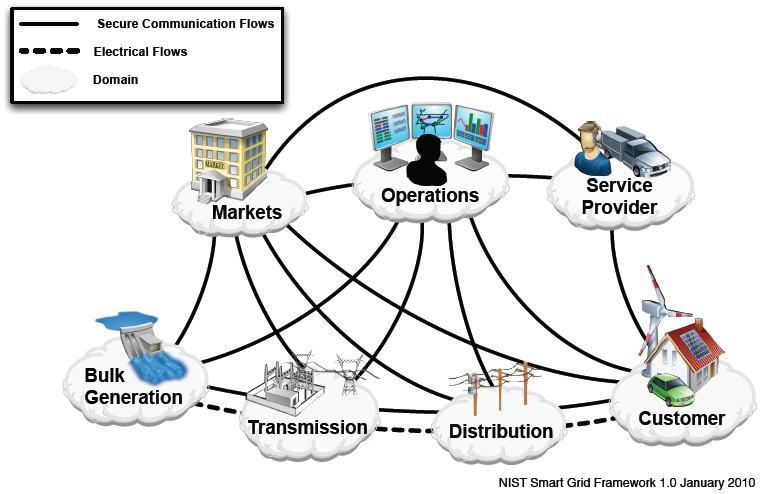 Secure Communication Flows
Electrical Flows
Domain
MARKET
Markets
Operations
Service
Provider
Bulk
Generation
Transmission
Distribution
Customer
NIST Smart Grid Framework 1.0 January 2010